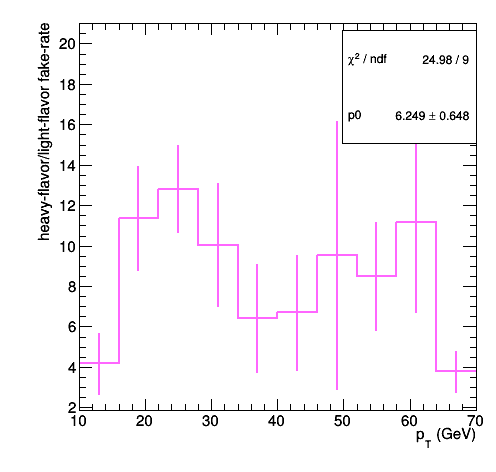 heavy-flavor/light-flavor fake-rate
χ² / ndf 24.98 / 9
p0 6.249 ± 0.648
20
18
16
14
12
10
8
6
4
2
10 20 30 40 50 60 70
p_T (GeV)